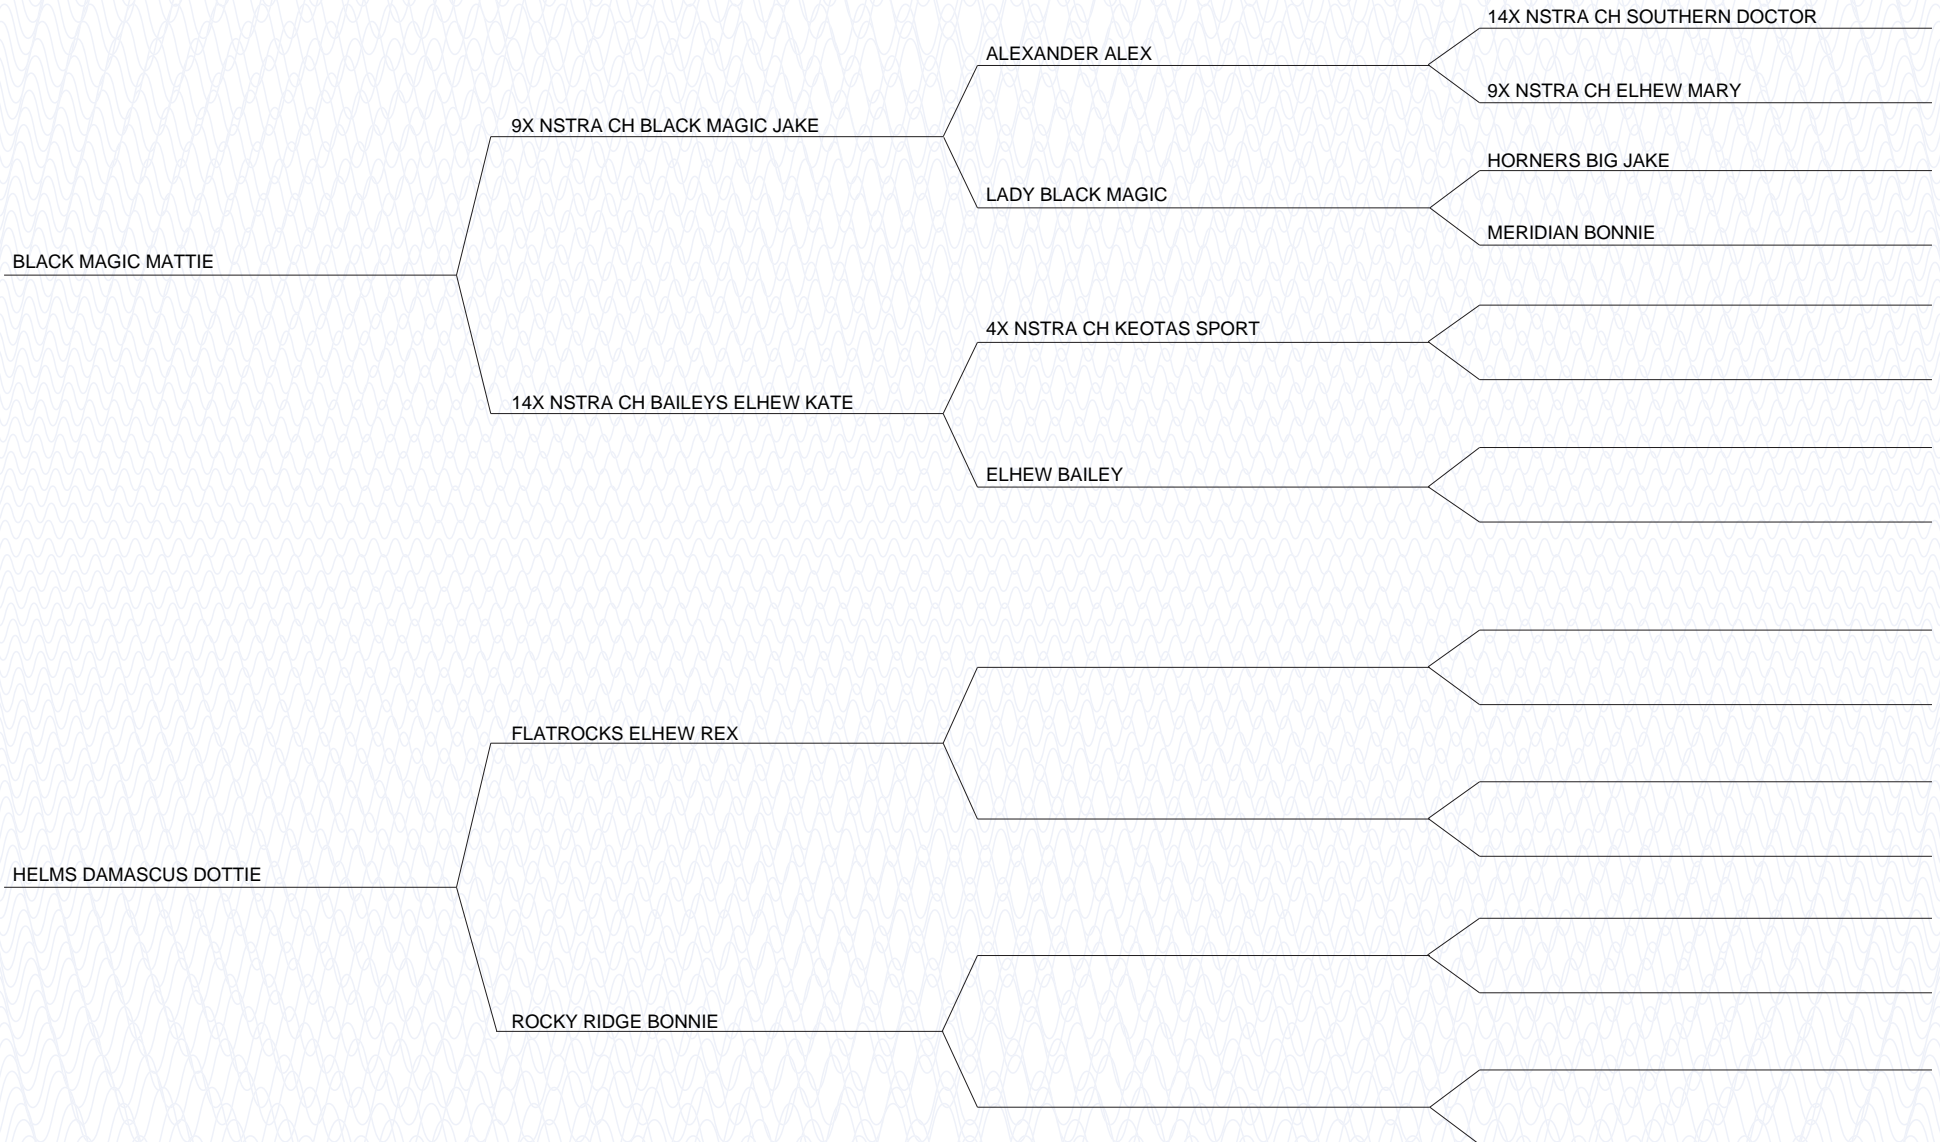 14X NSTRA CH SOUTHERN DOCTOR
ALEXANDER ALEX
9X NSTRA CH ELHEW MARY
9X NSTRA CH BLACK MAGIC JAKE
HORNERS BIG JAKE
LADY BLACK MAGIC
MERIDIAN BONNIE
BLACK MAGIC MATTIE
4X NSTRA CH KEOTAS SPORT
14X NSTRA CH BAILEYS ELHEW KATE
ELHEW BAILEY
FLATROCKS ELHEW REX
HELMS DAMASCUS DOTTIE
ROCKY RIDGE BONNIE